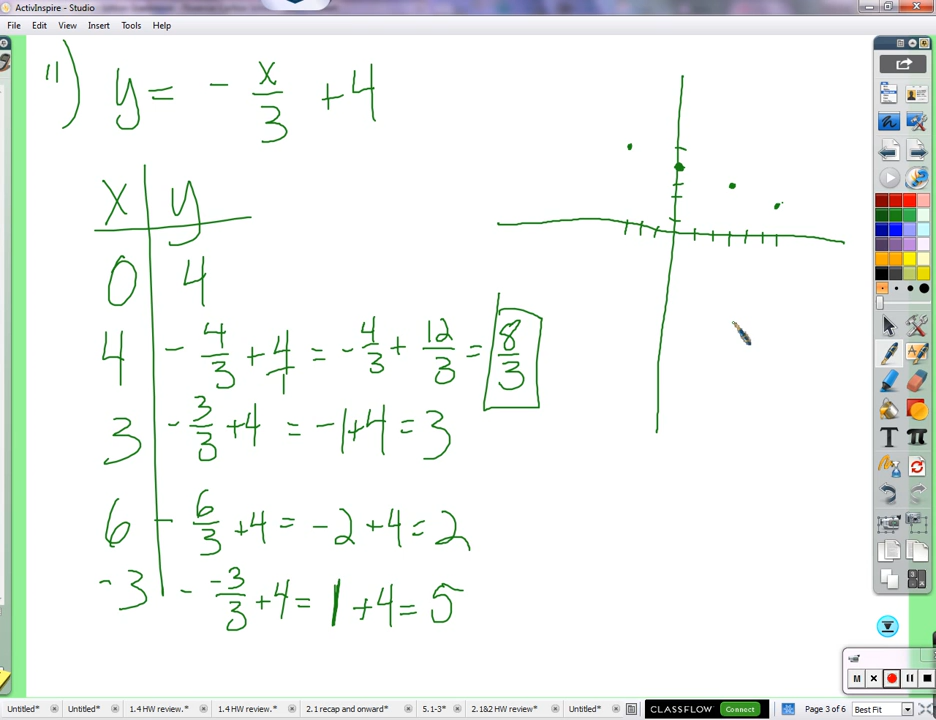 ActivInspire - Studio
File Edit View Insert Tools Help
11) y = - x/3 + 4
x | y
0 | 4
4 | - 4/3 + 4/1 = - 4/3 + 12/3 = 8/3
3 | - 3/3 + 4 = -1 + 4 = 3
6 | - 6/3 + 4 = -2 + 4 = 2
-3 | - -3/3 + 4 = 1 + 4 = 5
T π
M X
Untitled* Untitled* 1.4 HW review.* 1.4 HW review.* 2.1 recap and onward* 5.1-3* 2.1&2 HW review* Untitled* CLASSFLOW Connect Page 3 of 6 Best Fit